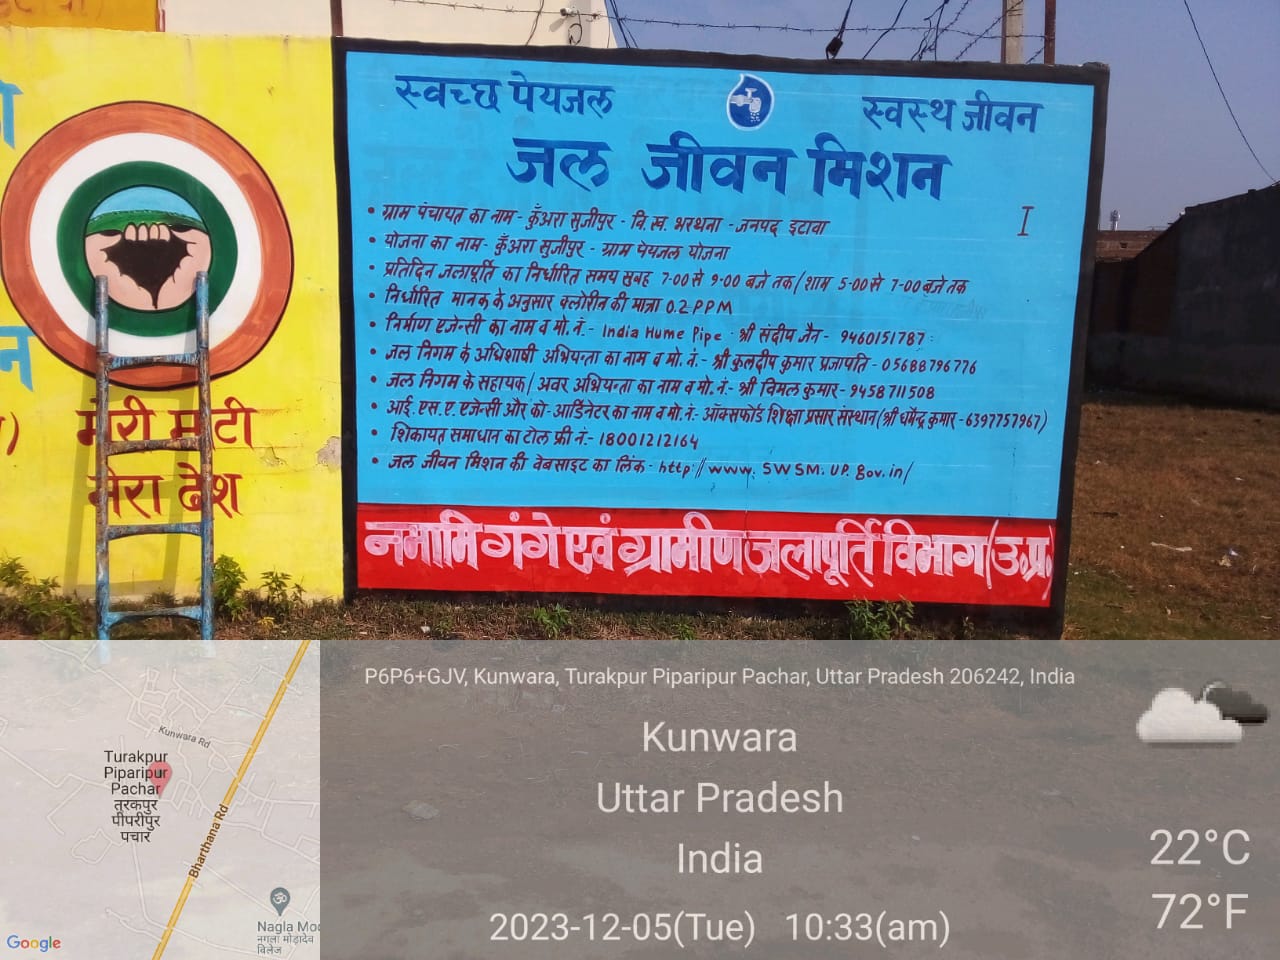 स्वच्छ पेयजल
स्वस्थ जीवन
जल जीवन मिशन
I
• ग्राम पंचायत का नाम - कुँअरा सुजीपुर - वि.ख. भरथना - जनपद इटावा
• योजना का नाम - कुँअरा सुजीपुर - ग्राम पेयजल योजना
• प्रतिदिन जलापूर्ति का निर्धारित समय सुबह 7-00 से 9-00 बजे तक / शाम 5-00 से 7-00 बजे तक
• निर्धारित मानक के अनुसार क्लोरीन की मात्रा 0.2 PPM
• निर्माण एजेन्सी का नाम व मो. नं.- India Hume Pipe - श्री संदीप जैन - 9460151787
• जल निगम के अधिशाषी अभियन्ता का नाम व मो. नं.- श्री कुलदीप कुमार प्रजापति - 05688796776
• जल निगम के सहायक / अवर अभियन्ता का नाम व मो. नं.- श्री विमल कुमार - 9458711508
• आई. एस. ए. एजेन्सी और को-आर्डिनेटर का नाम व मो. नं.- ऑक्सफोर्ड शिक्षा प्रसार संस्थान (श्री धर्मेन्द्र कुमार - 6397757967)
• शिकायत समाधान का टोल फ्री नं.- 18001212164
• जल जीवन मिशन की वेबसाइट का लिंक - http://www.SWSM.UP.gov.in/
नमामि गंगे एवं ग्रामीण जलापूर्ति विभाग (उ.प्र.)
मेरी माटी
मेरा देश
P6P6+GJV, Kunwara, Turakpur Piparipur Pachar, Uttar Pradesh 206242, India
Kunwara
Uttar Pradesh
India
2023-12-05(Tue) 10:33(am)
22°C
72°F
Kunwara Rd
Turakpur
Piparipur
Pachar
तुरकपुर
पीपरीपुर
पचार
Bharthana Rd
Nagla Mod
नगला मोड़ादेव
विलेज
Google